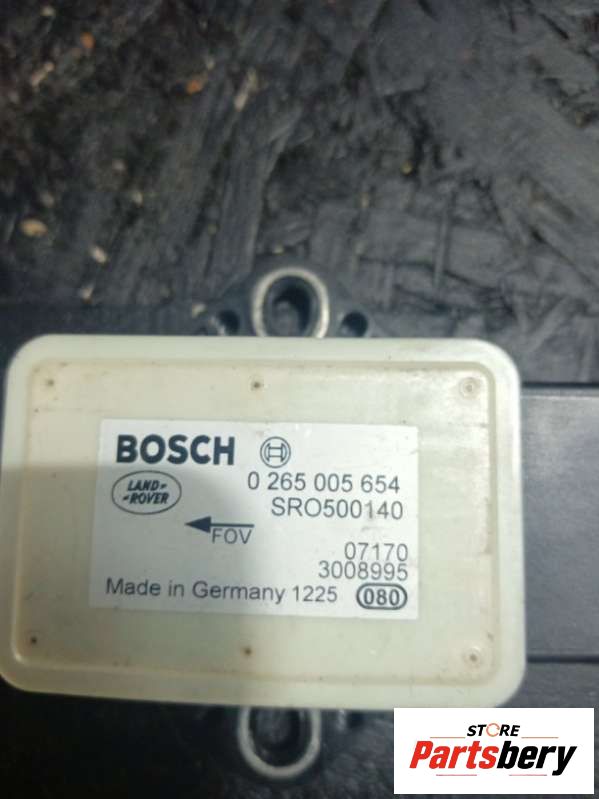 BOSCH
0 265 005 654
LAND-
-ROVER
SRO500140
FOV
07170
3008995
Made in Germany 1225 080
STORE
Partsbery